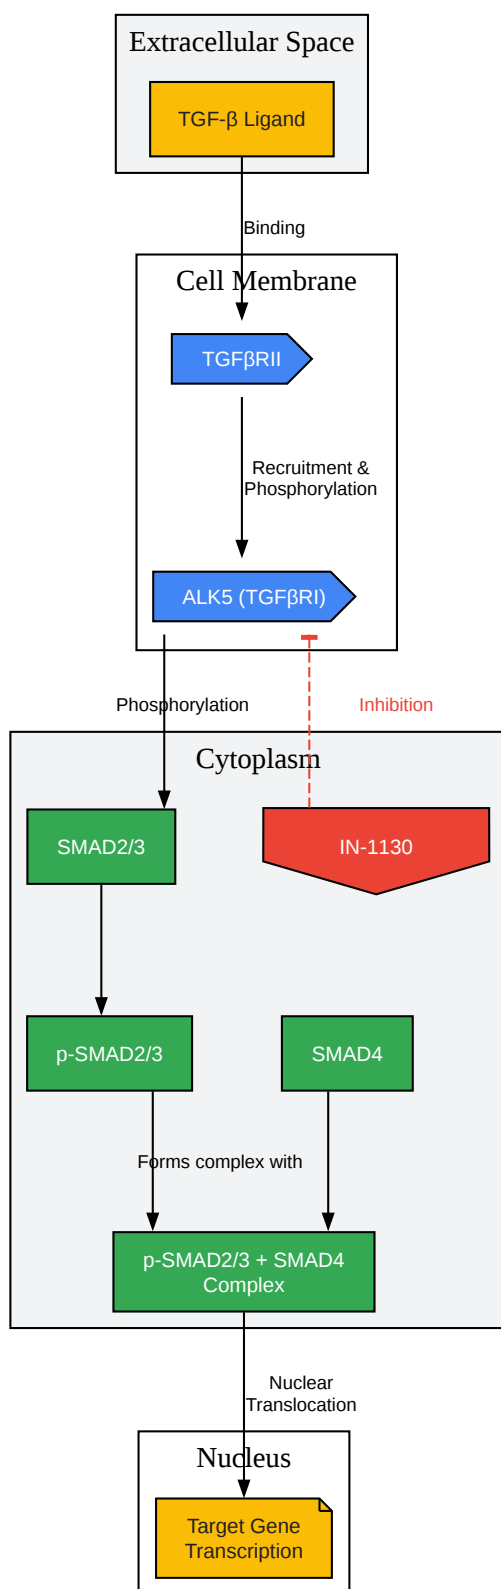 Extracellular Space
TGF-β Ligand
Binding
Cell Membrane
TGFβRII
Recruitment &
Phosphorylation
ALK5 (TGFβRI)
Phosphorylation
Inhibition
Cytoplasm
SMAD2/3
IN-1130
p-SMAD2/3
SMAD4
Forms complex with
p-SMAD2/3 + SMAD4
Complex
Nuclear
Translocation
Nucleus
Target Gene
Transcription